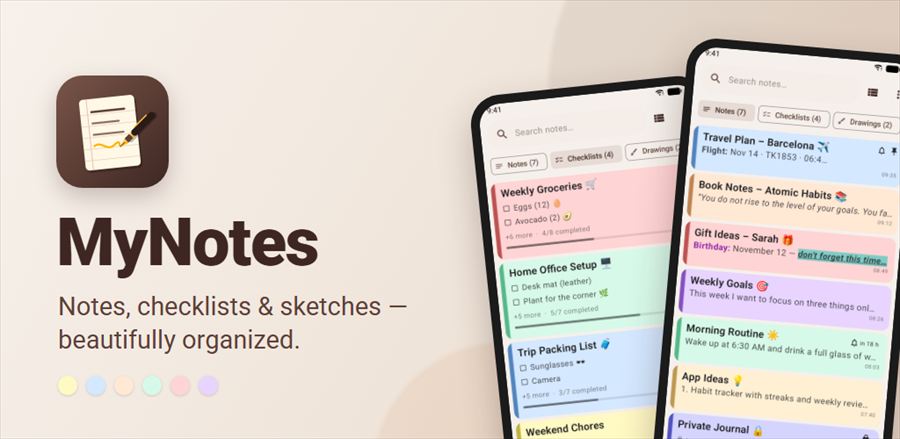 MyNotes
Notes, checklists & sketches —
beautifully organized.
9:41
Search notes...
Notes (7)
Checklists (4)
Drawings (2
Weekly Groceries 🛒
Eggs (12) 🥚
Avocado (2) 🥑
+6 more · 4/8 completed
Home Office Setup 🖥️
Desk mat (leather)
Plant for the corner 🌿
+5 more · 5/7 completed
Trip Packing List 🧳
Sunglasses 🕶️
Camera
+5 more · 3/7 completed
Weekend Chores
9:41
Search notes...
Notes (7)
Checklists (4)
Drawings (2)
Travel Plan – Barcelona ✈️
Flight: Nov 14 · TK1853 · 06:4...
09:35
Book Notes – Atomic Habits 📚
"You do not rise to the level of your goals. You fa...
09:12
Gift Ideas – Sarah 🎁
Birthday: November 12 — don't forget this time...
08:49
Weekly Goals 🎯
This week I want to focus on three things onl...
08:26
Morning Routine ☀️
in 18 h
Wake up at 6:30 AM and drink a full glass of w...
08:03
App Ideas 💡
1. Habit tracker with streaks and weekly revie...
07:40
Private Journal 🔒